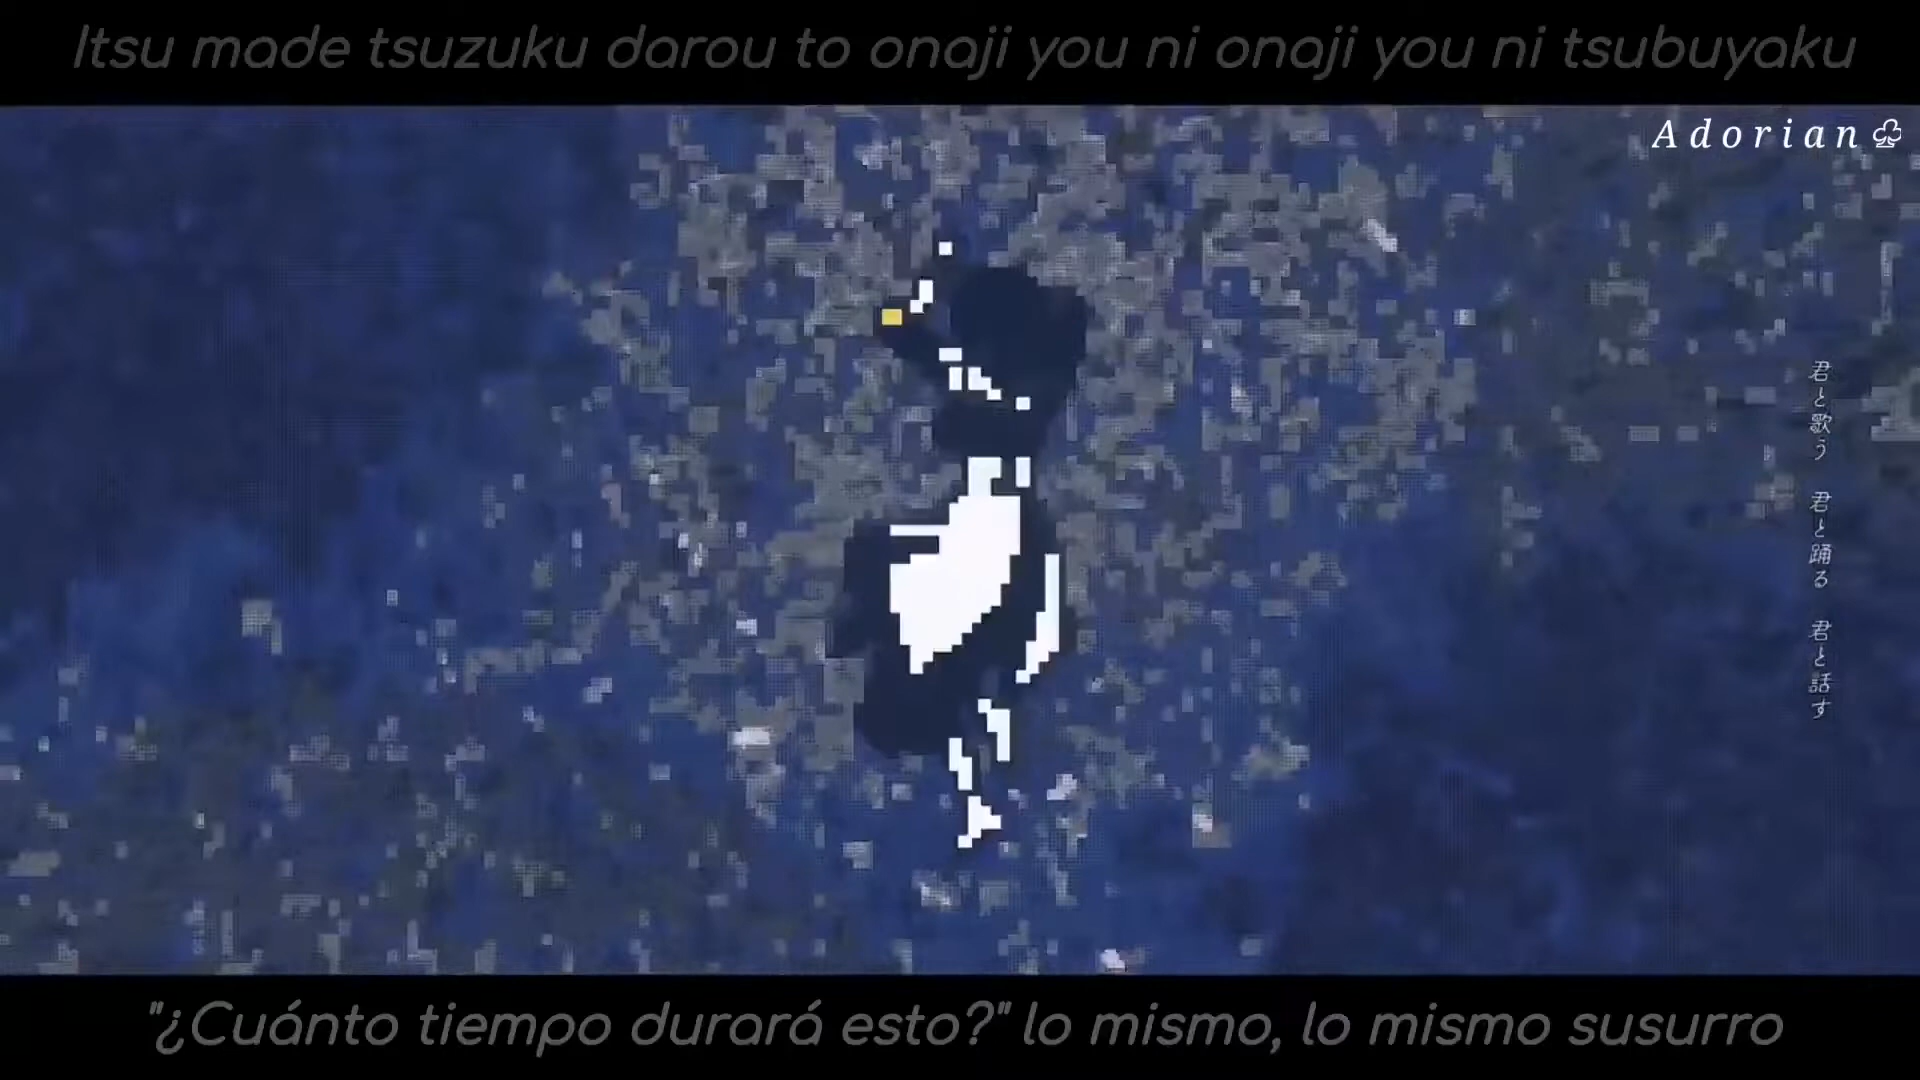 Itsu made tsuzuku darou to onaji you ni onaji you ni tsubuyaku
Adorian
君と歌う　君と踊る　君と話す
"¿Cuánto tiempo durará esto?" lo mismo, lo mismo susurro